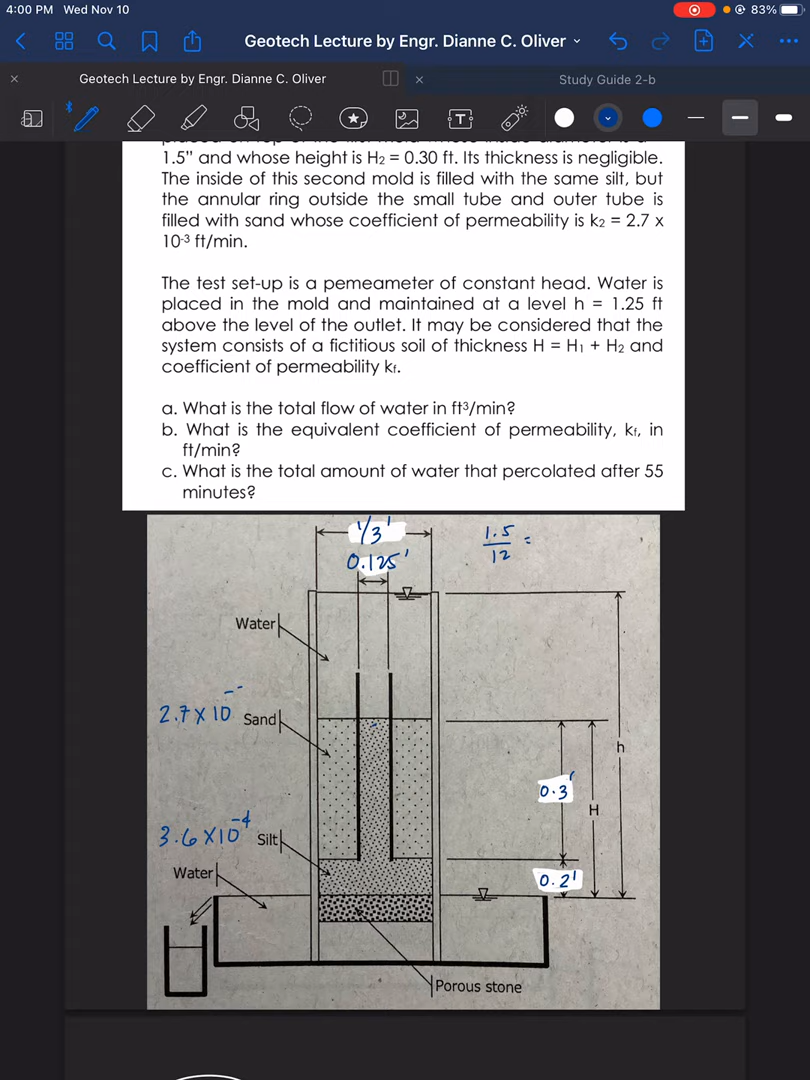 4:00 PM Wed Nov 10
83%
Geotech Lecture by Engr. Dianne C. Oliver
Geotech Lecture by Engr. Dianne C. Oliver
Study Guide 2-b
1.5” and whose height is H₂ = 0.30 ft. Its thickness is negligible.
The inside of this second mold is filled with the same silt, but
the annular ring outside the small tube and outer tube is
filled with sand whose coefficient of permeability is k₂ = 2.7 x
10⁻³ ft/min.
The test set-up is a pemeameter of constant head. Water is
placed in the mold and maintained at a level h = 1.25 ft
above the level of the outlet. It may be considered that the
system consists of a fictitious soil of thickness H = H₁ + H₂ and
coefficient of permeability kf.
a. What is the total flow of water in ft³/min?
b. What is the equivalent coefficient of permeability, kf, in
ft/min?
c. What is the total amount of water that percolated after 55
minutes?
1/3'
1.5/12 =
0.125'
Water
2.7 x 10⁻⁻
Sand
h
0.3'
H
3.6 x 10⁻⁴
Silt
Water
0.2'
Porous stone